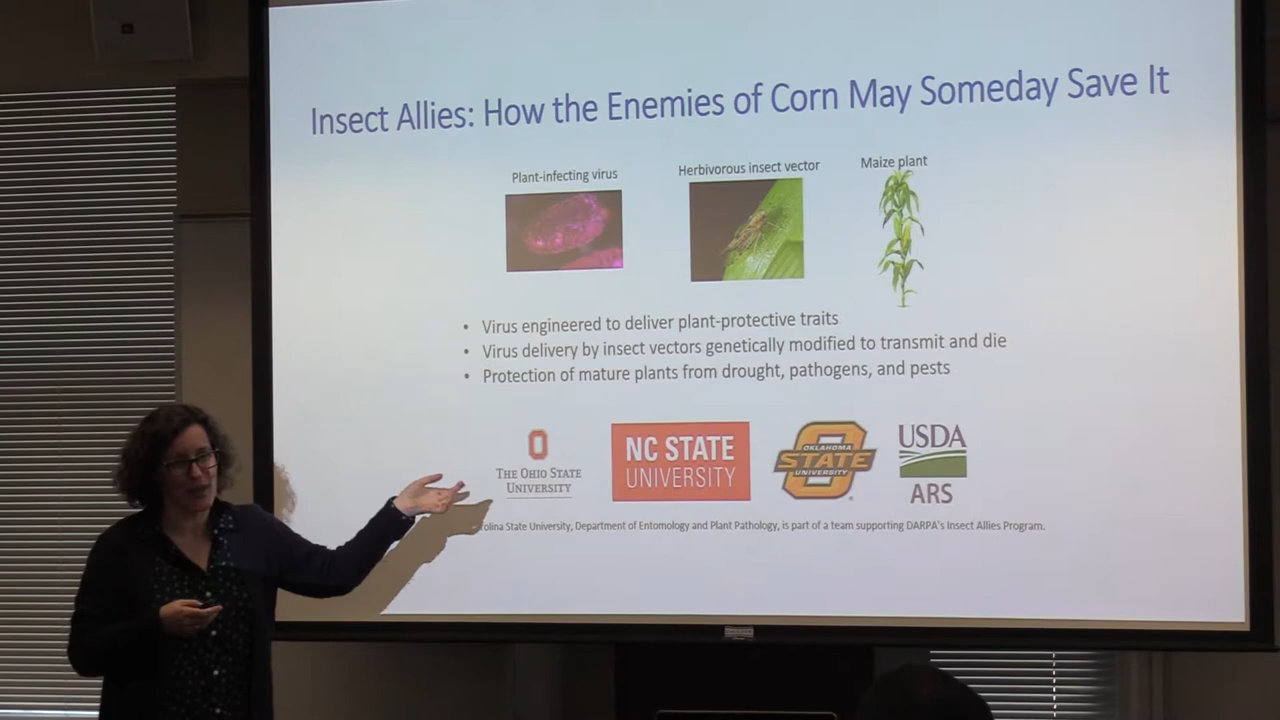 Insect Allies: How the Enemies of Corn May Someday Save It
Plant-infecting virus
Herbivorous insect vector
Maize plant
• Virus engineered to deliver plant-protective traits
• Virus delivery by insect vectors genetically modified to transmit and die
• Protection of mature plants from drought, pathogens, and pests
THE OHIO STATE
UNIVERSITY
NC STATE
UNIVERSITY
OKLAHOMA
STATE
UNIVERSITY
USDA
ARS
State University, Department of Entomology and Plant Pathology, is part of a team supporting DARPA's Insect Allies Program.